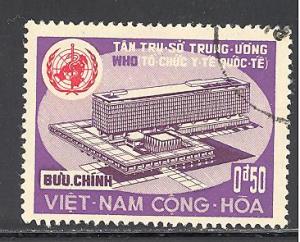 TÂN TRỤ-SỞ TRUNG-ƯƠNG
WHO (TỔ-CHỨC Y-TẾ QUỐC-TẾ)
BƯU-CHÍNH
0đ50
VIỆT-NAM CỘNG-HÒA